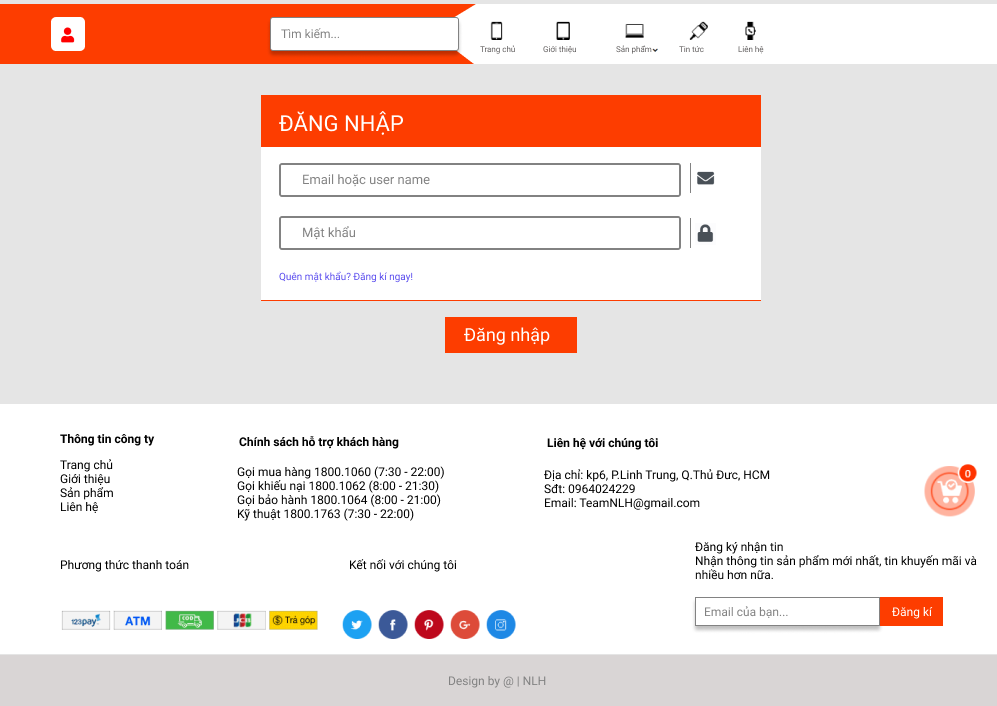 Tìm kiếm...
Trang chủ
Giới thiệu
Sản phẩm
Tin tức
Liên hệ
ĐĂNG NHẬP
Email hoặc user name
Mật khẩu
Quên mật khẩu? Đăng kí ngay!
Đăng nhập
Thông tin công ty
Trang chủ
Giới thiệu
Sản phẩm
Liên hệ
Chính sách hỗ trợ khách hàng
Gọi mua hàng 1800.1060 (7:30 - 22:00)
Gọi khiếu nại 1800.1062 (8:00 - 21:30)
Gọi bảo hành 1800.1064 (8:00 - 21:00)
Kỹ thuật 1800.1763 (7:30 - 22:00)
Liên hệ với chúng tôi
Địa chỉ: kp6, P.Linh Trung, Q.Thủ Đưc, HCM
Sđt: 0964024229
Email: TeamNLH@gmail.com
0
Phương thức thanh toán
123pay
ATM
JCB
Trả góp
Kết nối với chúng tôi
Đăng ký nhận tin
Nhận thông tin sản phẩm mới nhất, tin khuyến mãi và
nhiều hơn nữa.
Email của bạn...
Đăng kí
Design by @ | NLH